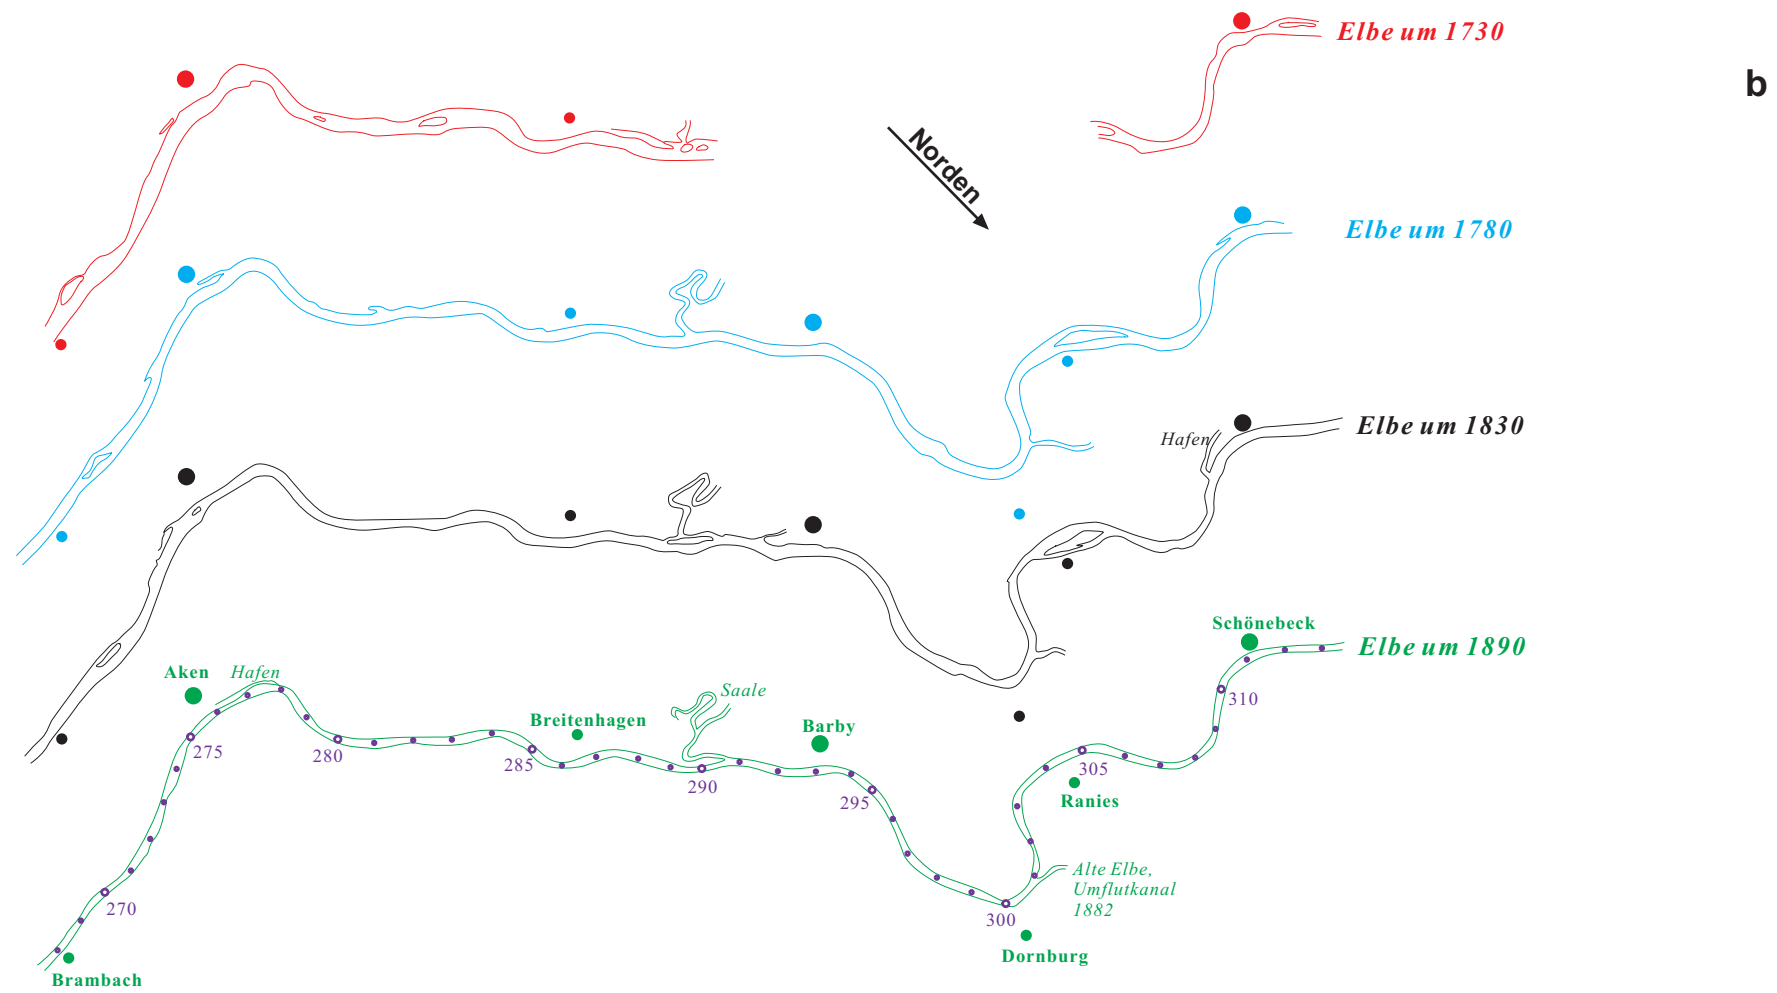 Elbe um 1730
b
Norden
Elbe um 1780
Elbe um 1830
Hafen
Schönebeck
Elbe um 1890
Aken
Hafen
Saale
310
Breitenhagen
Barby
275
280
285
290
295
305
Ranies
Alte Elbe,
Umflutkanal
1882
270
300
Dornburg
Brambach